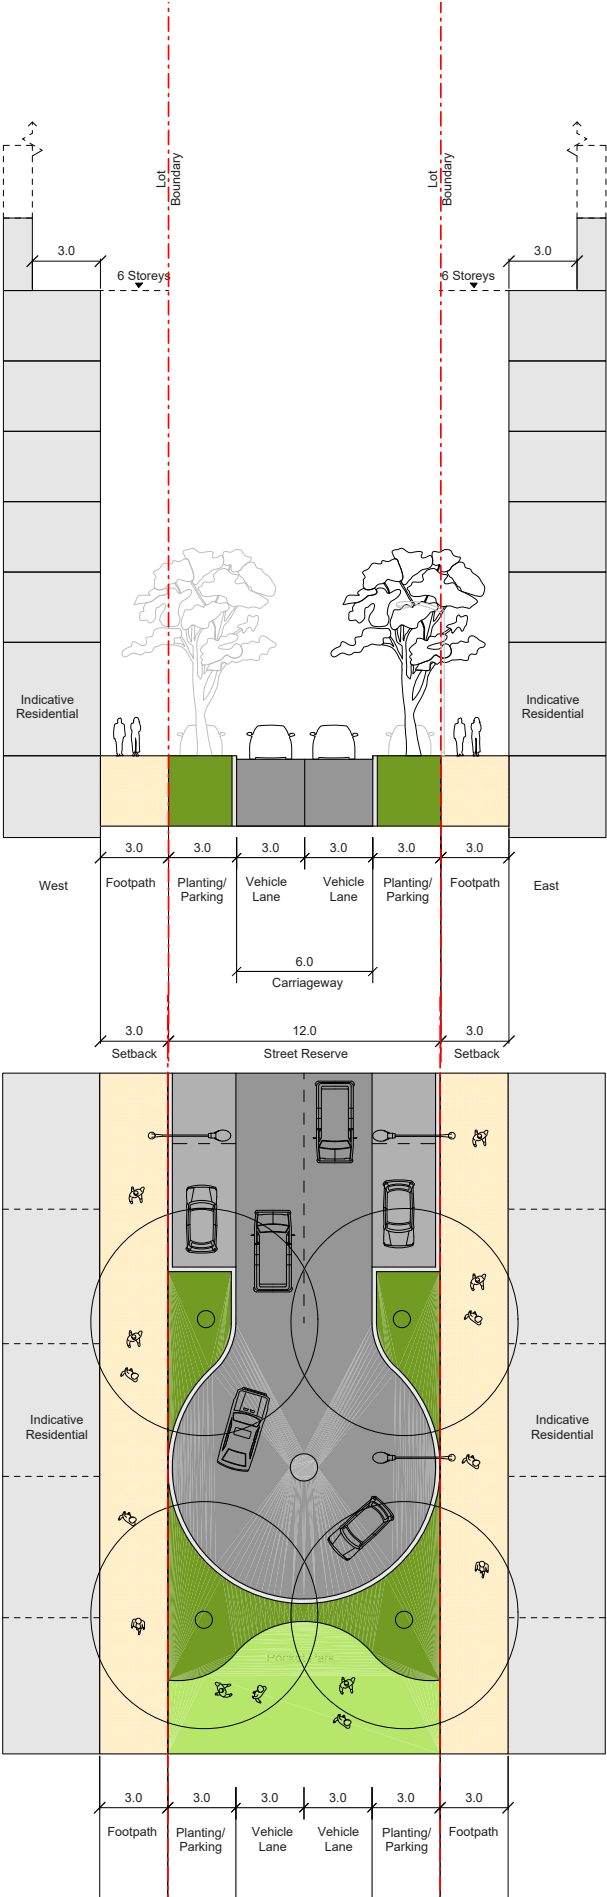 Lot
Boundary
Lot
Boundary
3.0
3.0
6 Storeys
6 Storeys
Indicative
Residential
Indicative
Residential
3.0
3.0
3.0
3.0
3.0
3.0
West
Footpath
Planting/
Parking
Vehicle
Lane
Vehicle
Lane
Planting/
Parking
Footpath
East
6.0
Carriageway
3.0
12.0
3.0
Setback
Street Reserve
Setback
Indicative
Residential
Indicative
Residential
3.0
3.0
3.0
3.0
3.0
3.0
Footpath
Planting/
Parking
Vehicle
Lane
Vehicle
Lane
Planting/
Parking
Footpath